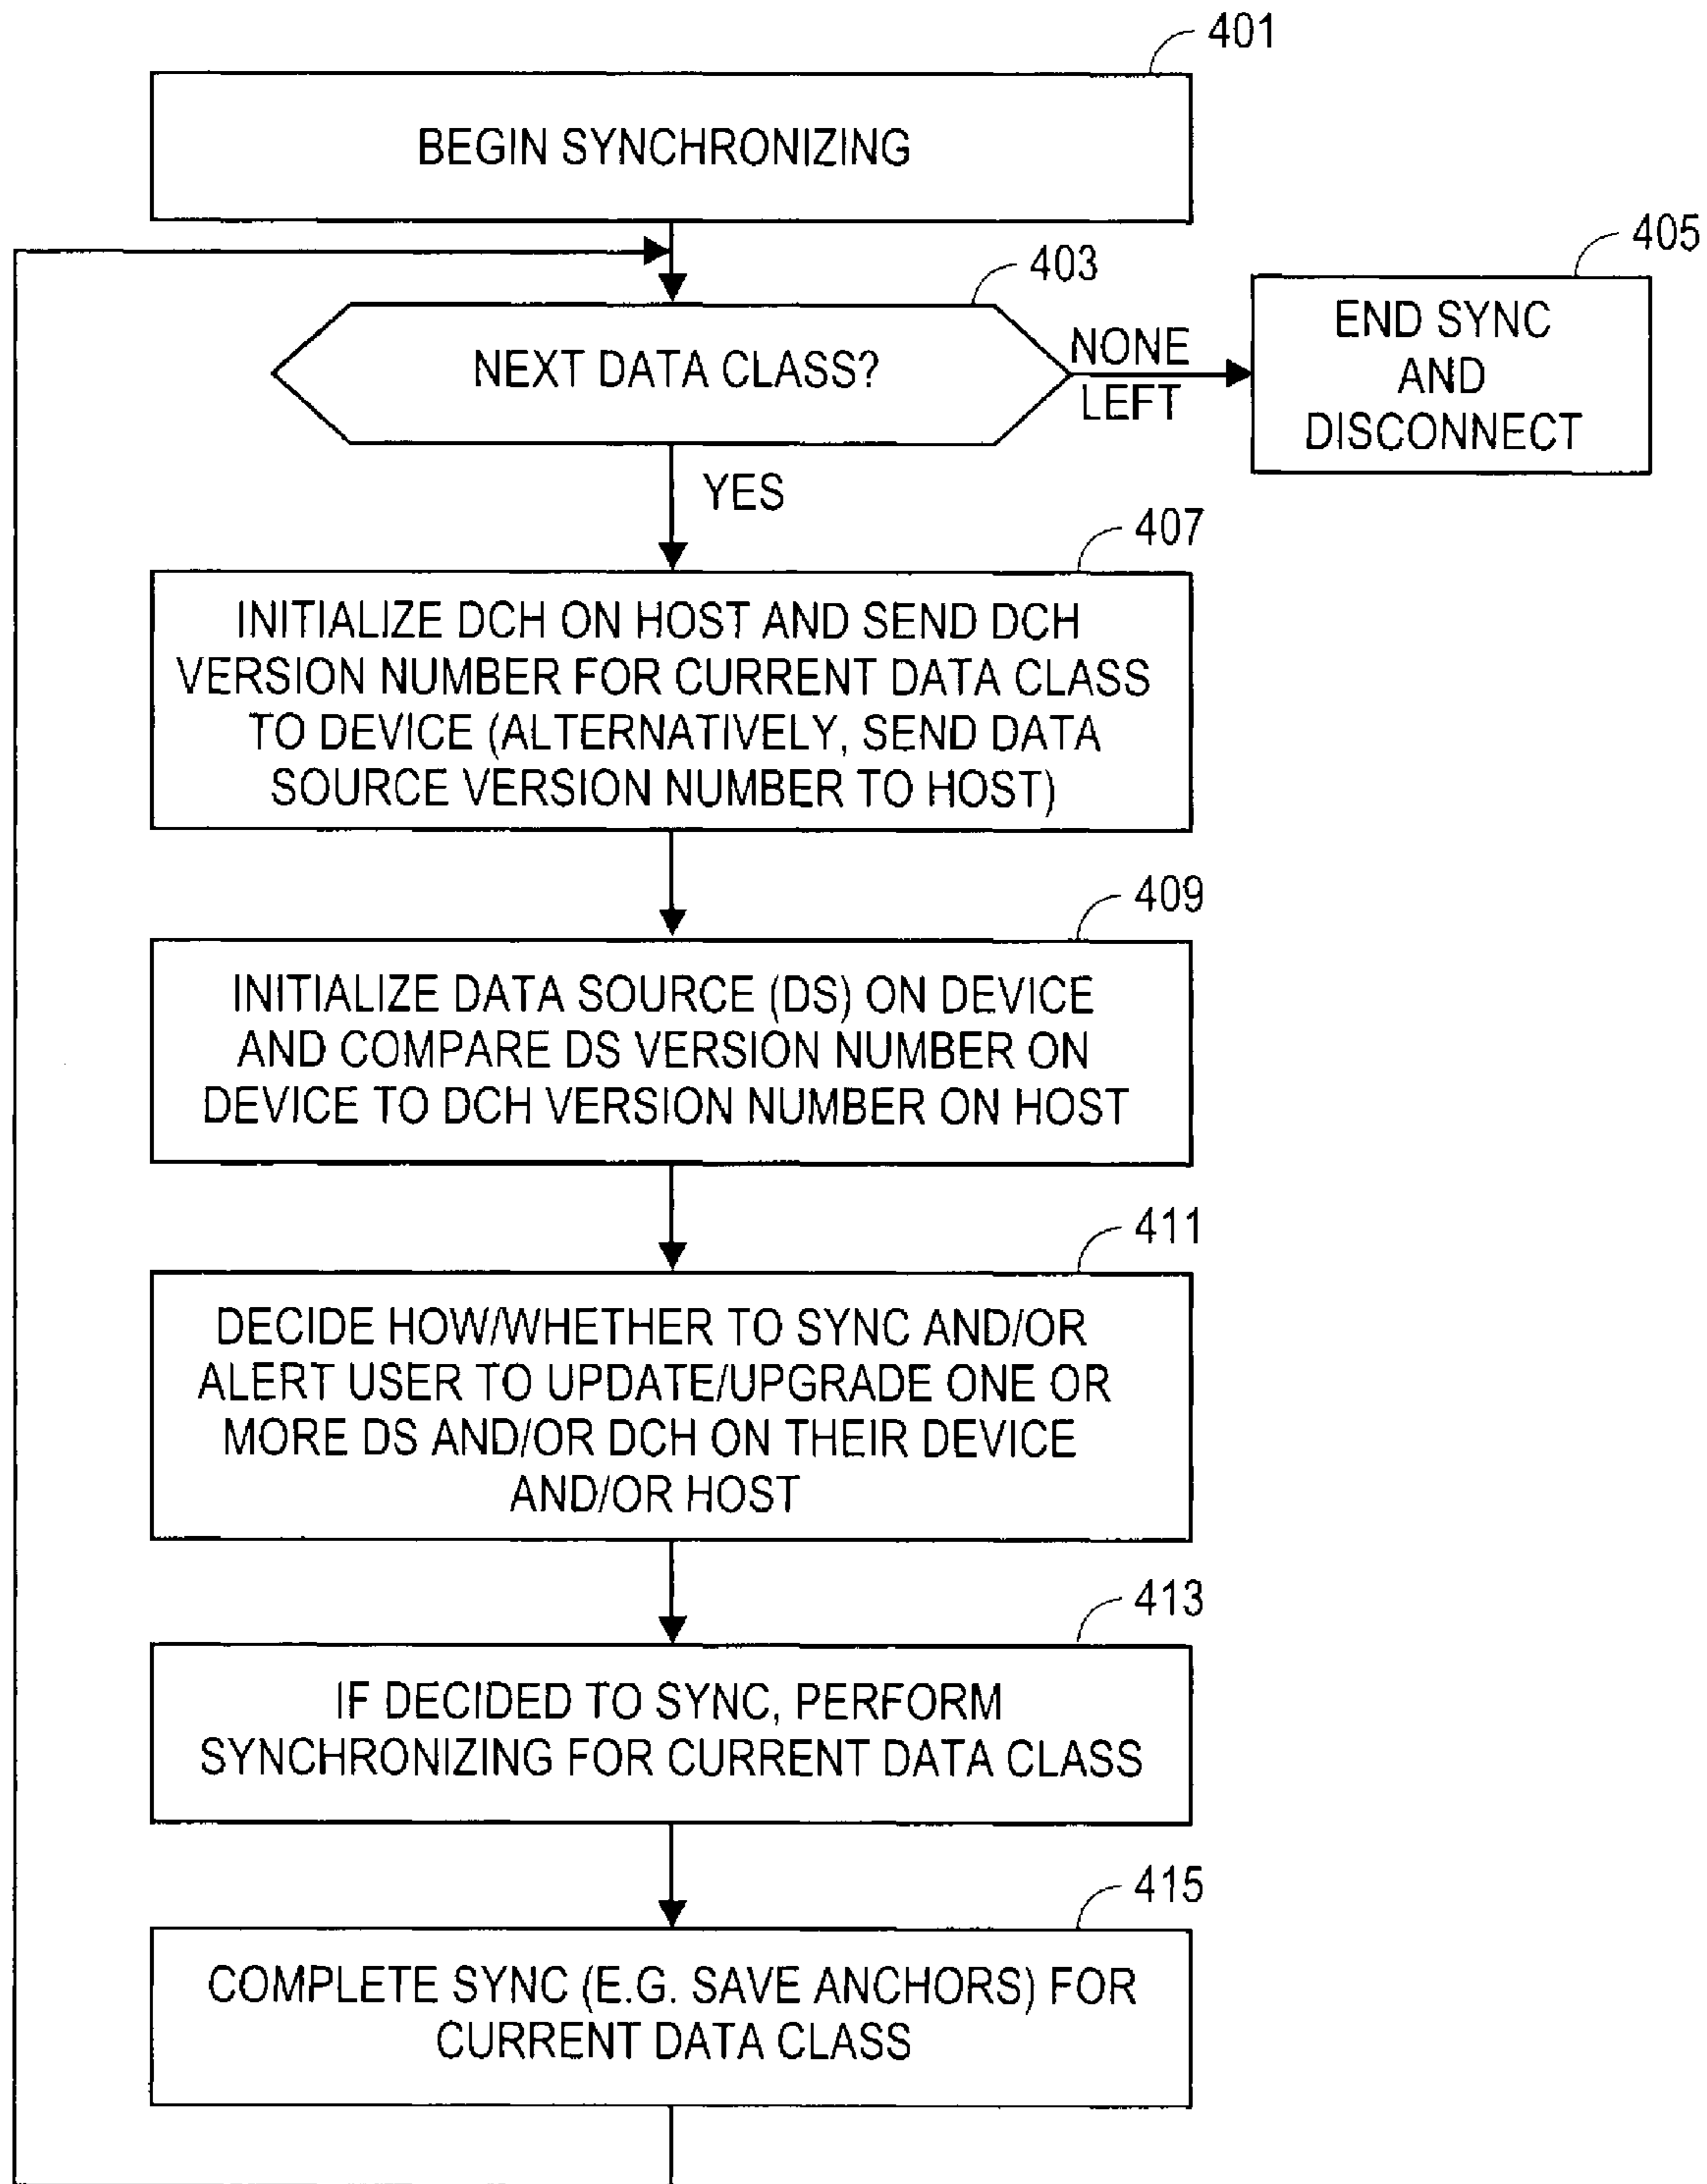 401
BEGIN SYNCHRONIZING
403
NEXT DATA CLASS?
NONE
LEFT
405
END SYNC
AND
DISCONNECT
YES
407
INITIALIZE DCH ON HOST AND SEND DCH
VERSION NUMBER FOR CURRENT DATA CLASS
TO DEVICE (ALTERNATIVELY, SEND DATA
SOURCE VERSION NUMBER TO HOST)
409
INITIALIZE DATA SOURCE (DS) ON DEVICE
AND COMPARE DS VERSION NUMBER ON
DEVICE TO DCH VERSION NUMBER ON HOST
411
DECIDE HOW/WHETHER TO SYNC AND/OR
ALERT USER TO UPDATE/UPGRADE ONE OR
MORE DS AND/OR DCH ON THEIR DEVICE
AND/OR HOST
413
IF DECIDED TO SYNC, PERFORM
SYNCHRONIZING FOR CURRENT DATA CLASS
415
COMPLETE SYNC (E.G. SAVE ANCHORS) FOR
CURRENT DATA CLASS